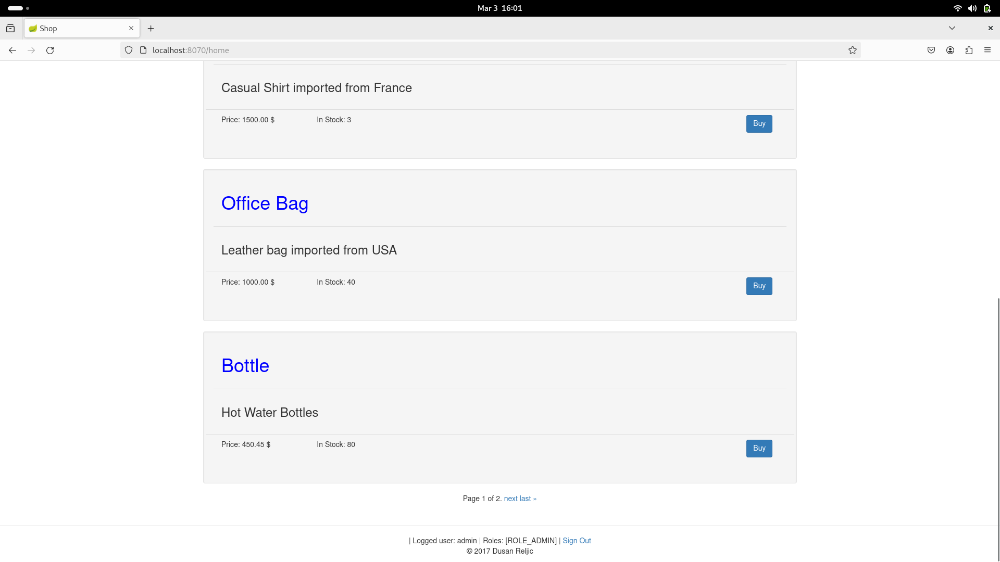 Mar 3 16:01
Shop
localhost:8070/home
Casual Shirt imported from France
Price: 1500.00 $ In Stock: 3 Buy
Office Bag
Leather bag imported from USA
Price: 1000.00 $ In Stock: 40 Buy
Bottle
Hot Water Bottles
Price: 450.45 $ In Stock: 80 Buy
Page 1 of 2. next last »
| Logged user: admin | Roles: [ROLE_ADMIN] | Sign Out
© 2017 Dusan Reljic